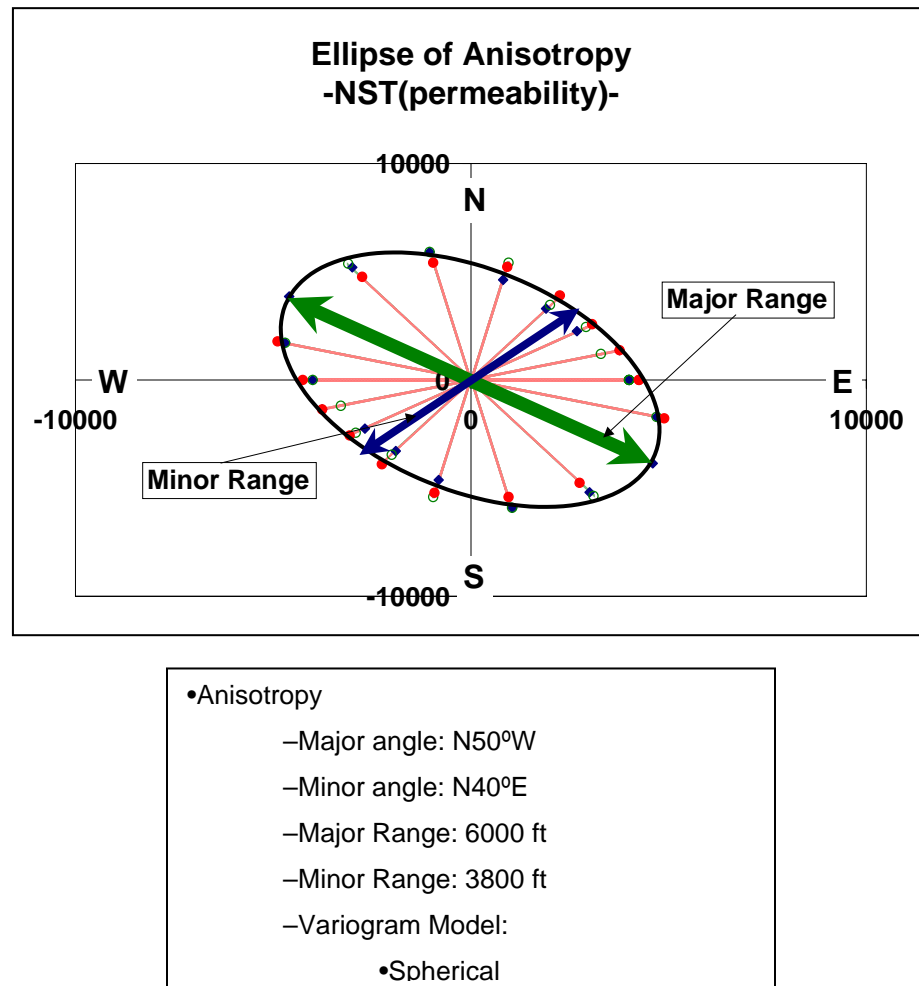 Ellipse of Anisotropy
-NST(permeability)-
10000
N
Major Range
W
0
E
-10000
0
10000
Minor Range
S
-10000
•Anisotropy
–Major angle: N50ºW
–Minor angle: N40ºE
–Major Range: 6000 ft
–Minor Range: 3800 ft
–Variogram Model:
•Spherical